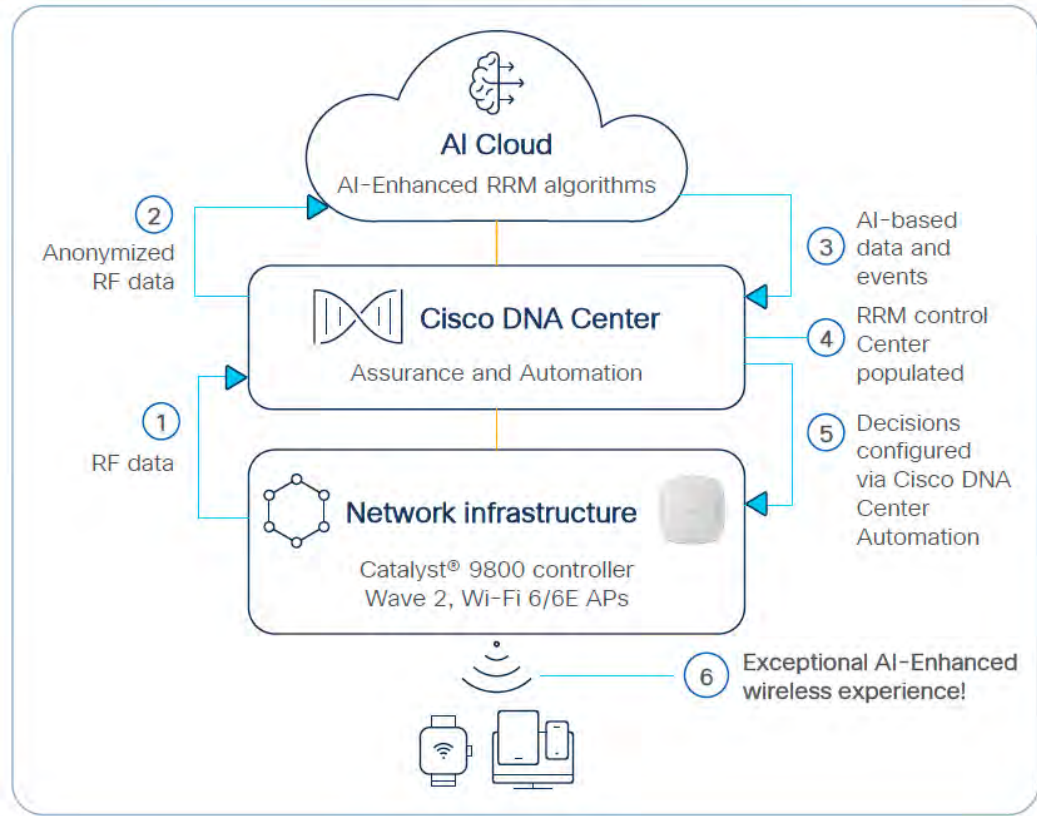 AI Cloud
AI-Enhanced RRM algorithms
2
Anonymized
RF data
3
AI-based
data and
events
Cisco DNA Center
Assurance and Automation
4
RRM control
Center
populated
1
RF data
5
Decisions
configured
via Cisco DNA
Center
Automation
Network infrastructure
Catalyst® 9800 controller
Wave 2, Wi-Fi 6/6E APs
6
Exceptional AI-Enhanced
wireless experience!